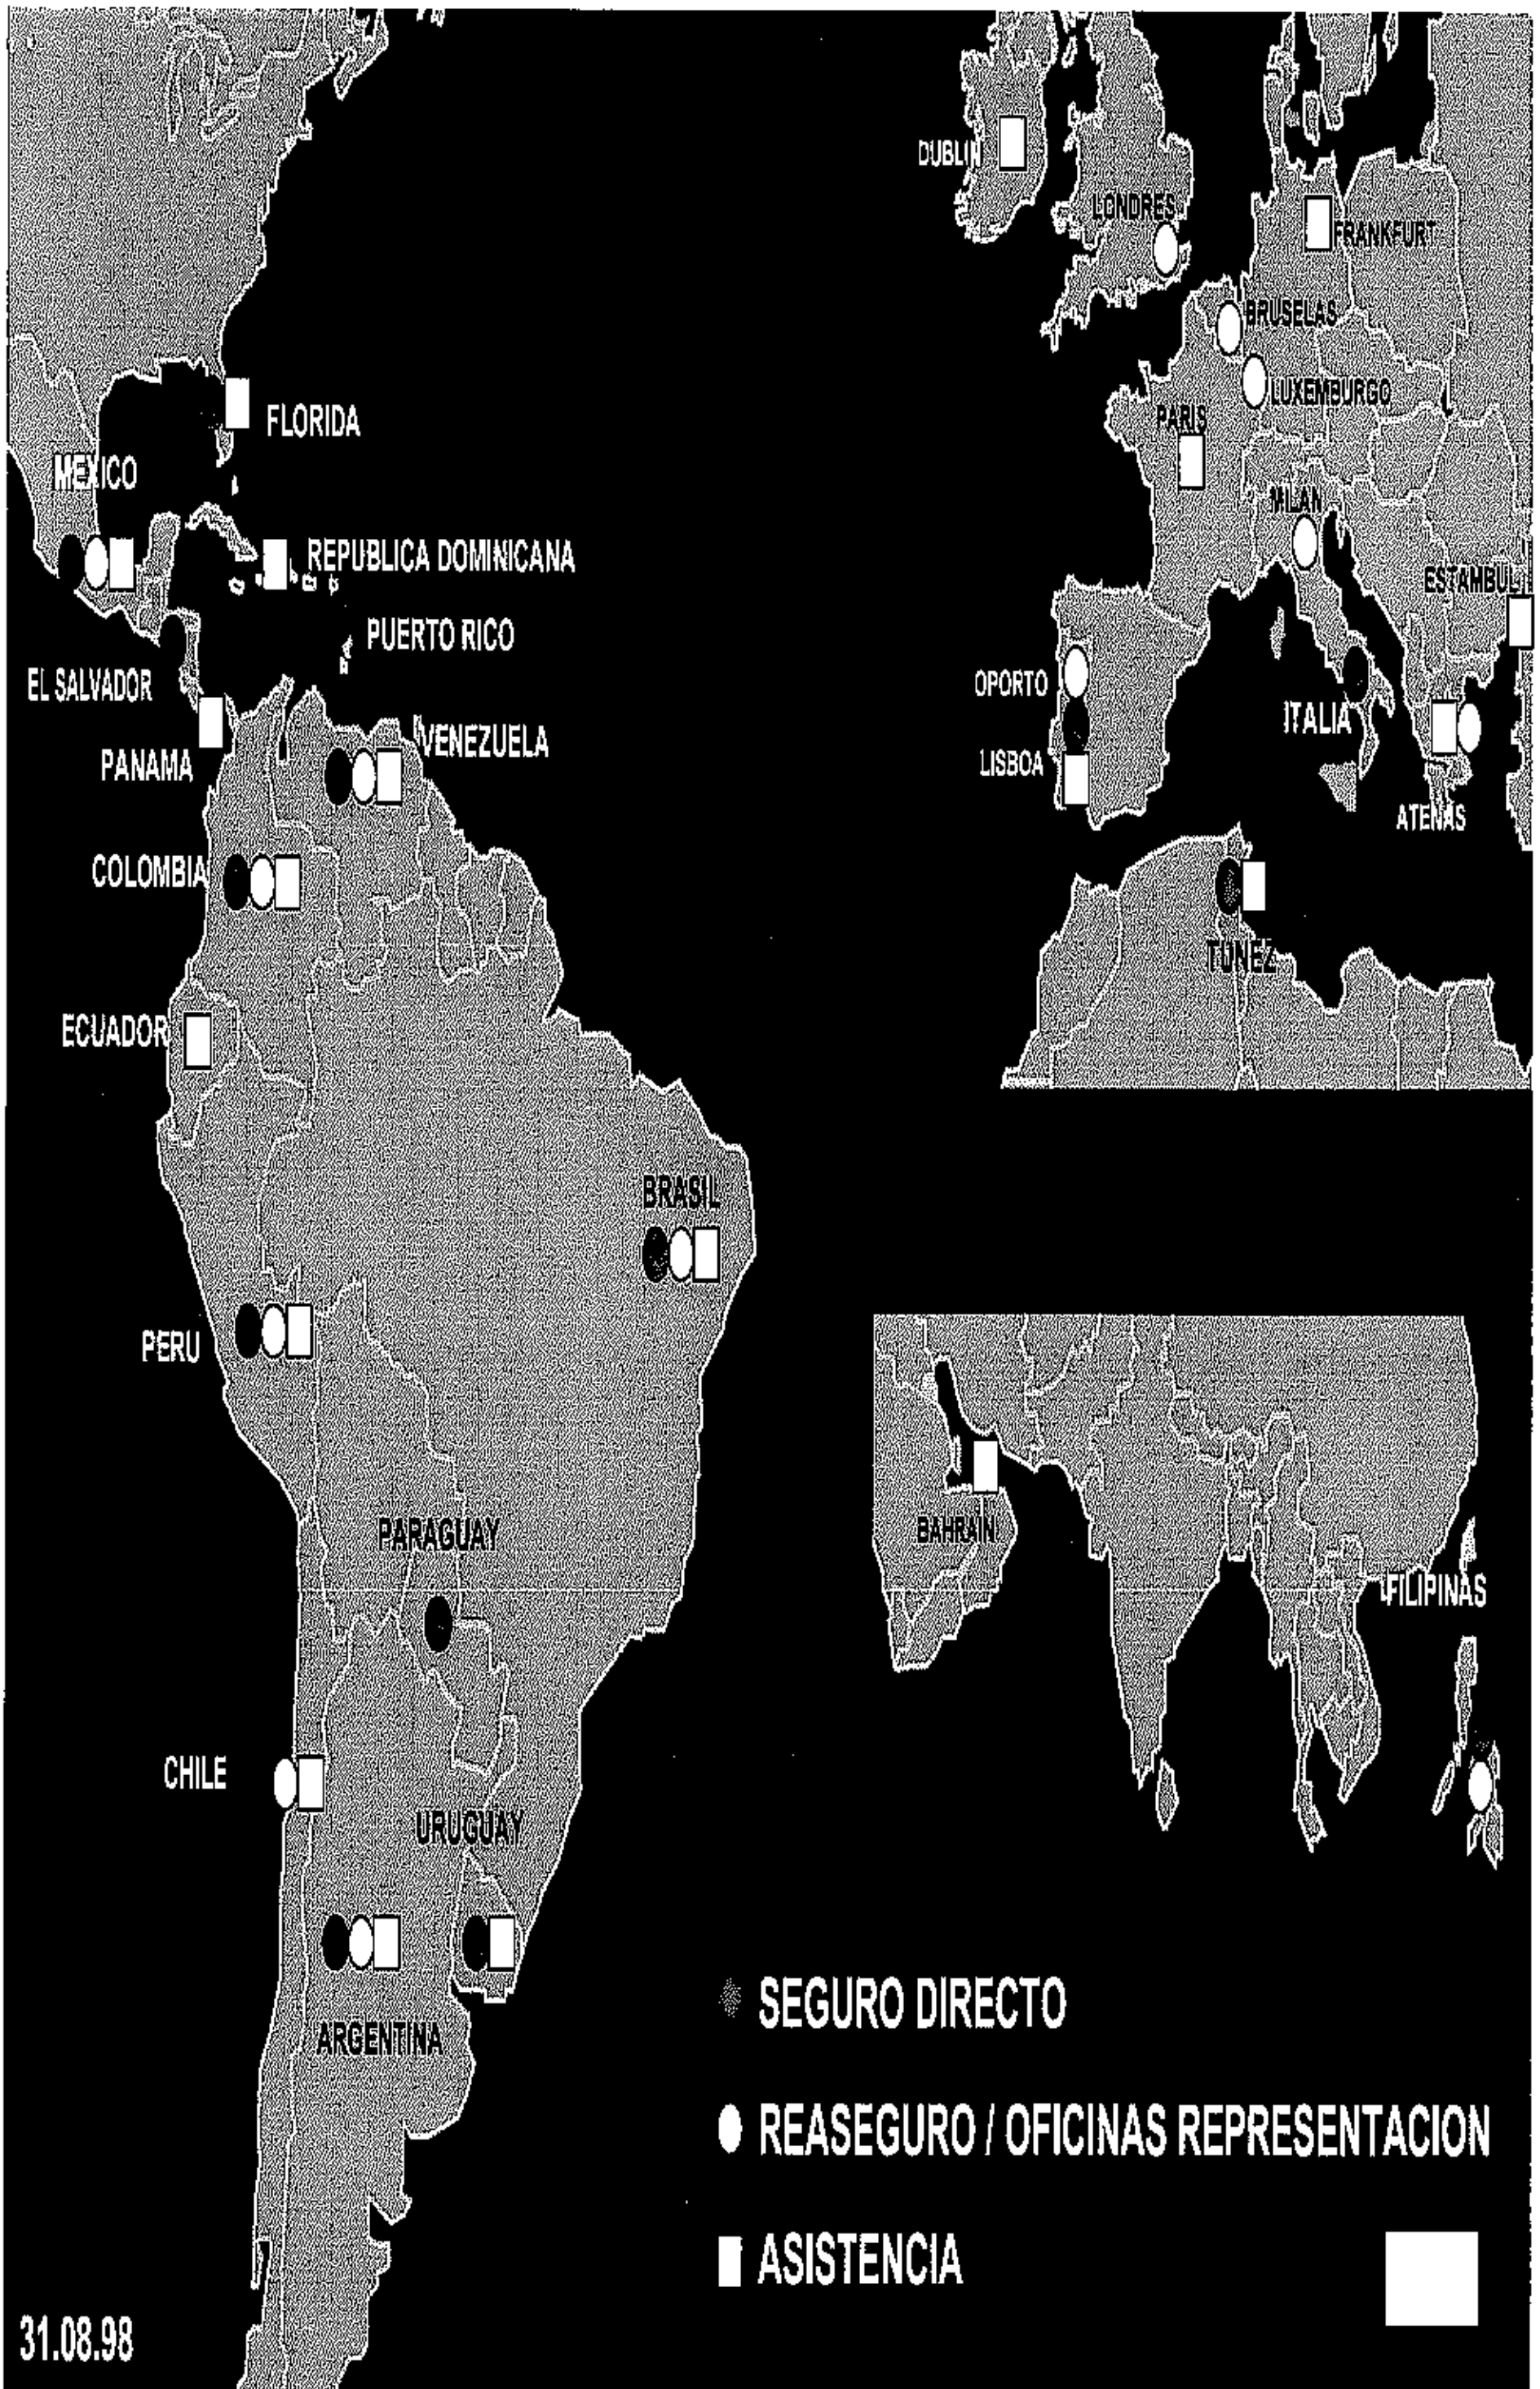 DUBLIN
LONDRES
FRANKFURT
BRUSELAS
LUXEMBURGO
PARIS
MILAN
ESTAMBUL
FLORIDA
MEXICO
REPUBLICA DOMINICANA
PUERTO RICO
EL SALVADOR
PANAMA
VENEZUELA
COLOMBIA
ECUADOR
OPORTO
LISBOA
ITALIA
ATENAS
TUNEZ
BRASIL
PERU
PARAGUAY
BAHRAIN
FILIPINAS
CHILE
URUGUAY
ARGENTINA
SEGURO DIRECTO
REASEGURO / OFICINAS REPRESENTACION
ASISTENCIA
31.08.98